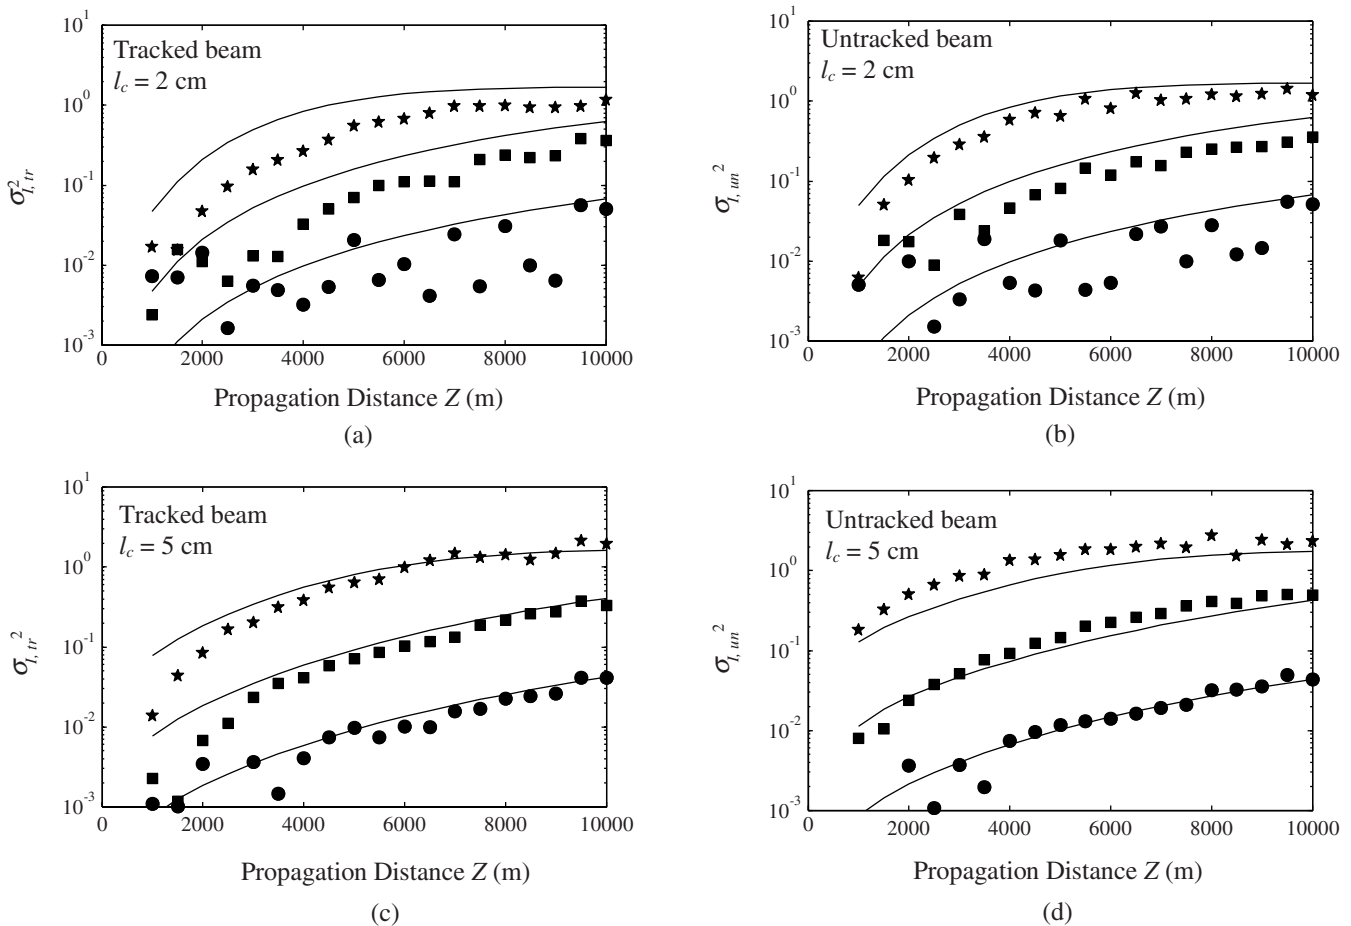 10^1
10^0
10^-1
10^-2
10^-3
σ_{I, tr}^2
Tracked beam
l_c = 2 cm
0 2000 4000 6000 8000 10000
Propagation Distance Z (m)
(a)
10^1
10^0
10^-1
10^-2
10^-3
σ_{I, un}^2
Untracked beam
l_c = 2 cm
0 2000 4000 6000 8000 10000
Propagation Distance Z (m)
(b)
10^1
10^0
10^-1
10^-2
10^-3
σ_{I, tr}^2
Tracked beam
l_c = 5 cm
0 2000 4000 6000 8000 10000
Propagation Distance Z (m)
(c)
10^1
10^0
10^-1
10^-2
10^-3
σ_{I, un}^2
Untracked beam
l_c = 5 cm
0 2000 4000 6000 8000 10000
Propagation Distance Z (m)
(d)